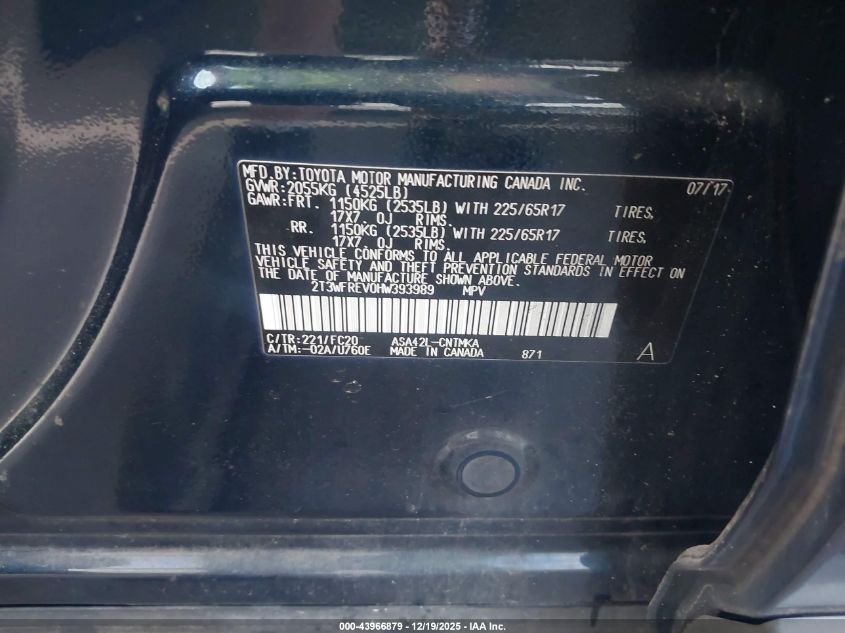 MFD.BY:TOYOTA MOTOR MANUFACTURING CANADA INC. 07/17
GVWR:2055KG (4525LB)
GAWR:FRT. 1150KG (2535LB) WITH 225/65R17 TIRES,
17X7. 0J RIMS.
RR. 1150KG (2535LB) WITH 225/65R17 TIRES,
17X7. 0J RIMS.
THIS VEHICLE CONFORMS TO ALL APPLICABLE FEDERAL MOTOR
VEHICLE SAFETY AND THEFT PREVENTION STANDARDS IN EFFECT ON
THE DATE OF MANUFACTURE SHOWN ABOVE.
2T3WFREV0HW393989 MPV
C/TR:221/FC20 ASA42L-CNTMKA
A/TM:-02A/U760E MADE IN CANADA 871 A
000-43966879 - 12/19/2025 - IAA Inc.